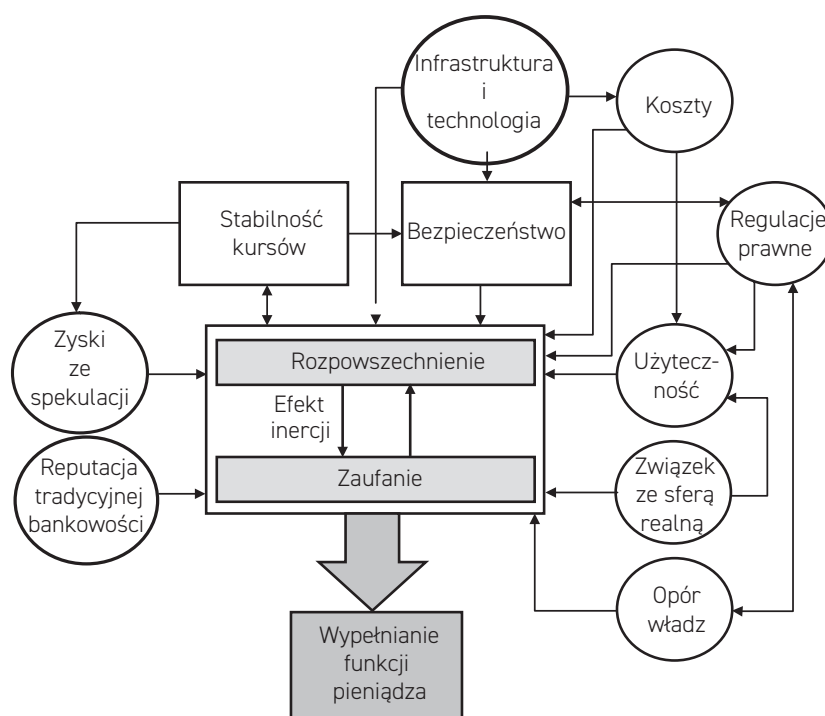 Infrastruktura
i
technologia
Koszty
Stabilność
kursów
Bezpieczeństwo
Regulacje
prawne
Zyski
ze
spekulacji
Rozpowszechnienie
Użytecz-
ność
Efekt
inercji
Reputacja
tradycyjnej
bankowości
Zaufanie
Związek
ze sferą
realną
Opór
władz
Wypełnianie
funkcji
pieniądza